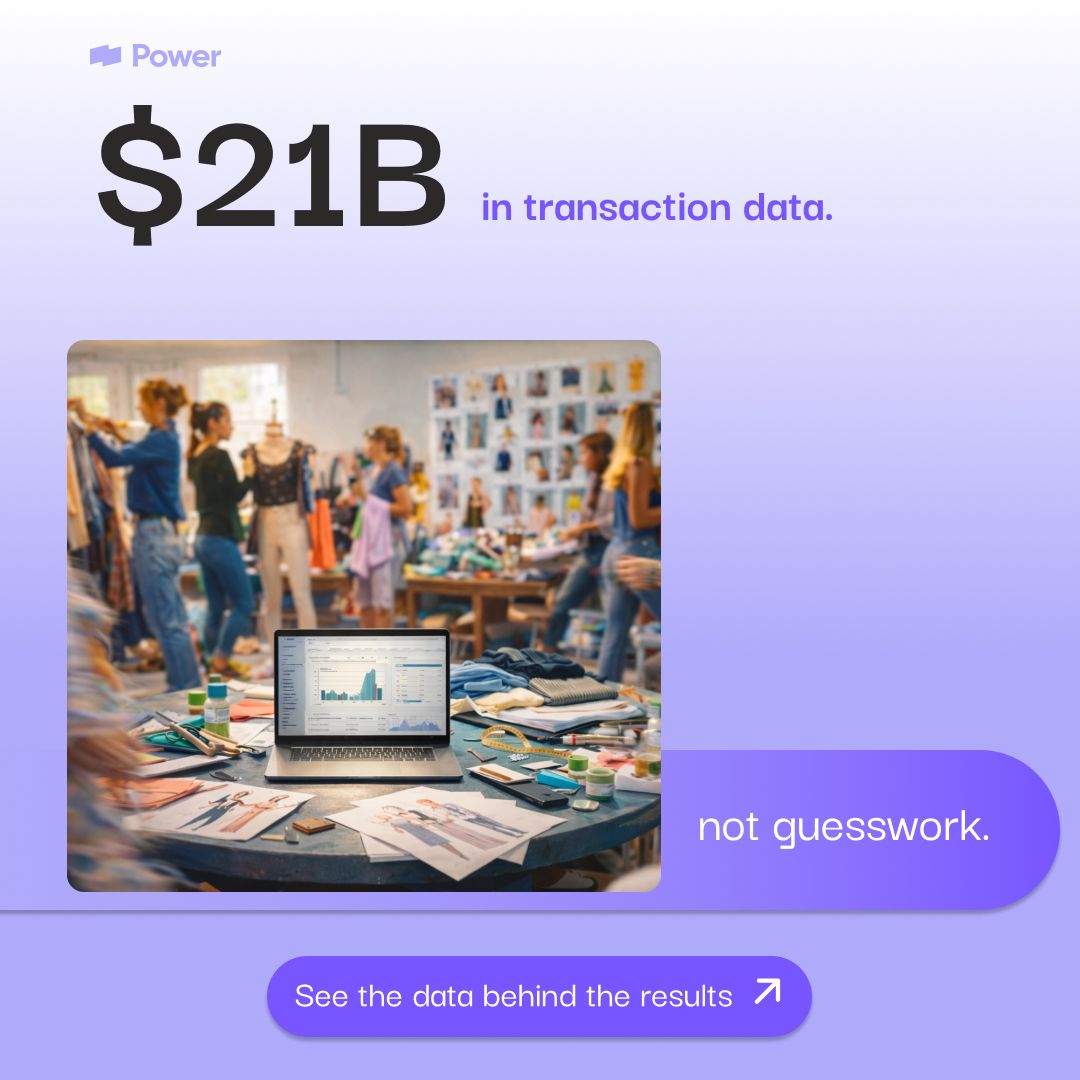 Power
$21B in transaction data.
not guesswork.
See the data behind the results